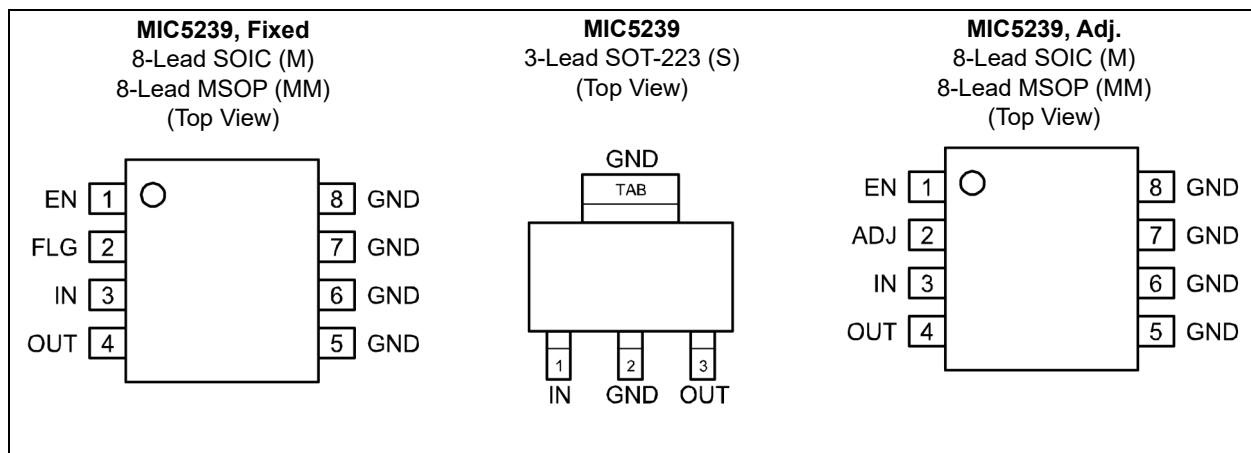 MIC5239, Fixed
8-Lead SOIC (M)
8-Lead MSOP (MM)
(Top View)
EN 1 8 GND
FLG 2 7 GND
IN 3 6 GND
OUT 4 5 GND
MIC5239
3-Lead SOT-223 (S)
(Top View)
GND
TAB
1 2 3
IN GND OUT
MIC5239, Adj.
8-Lead SOIC (M)
8-Lead MSOP (MM)
(Top View)
EN 1 8 GND
ADJ 2 7 GND
IN 3 6 GND
OUT 4 5 GND